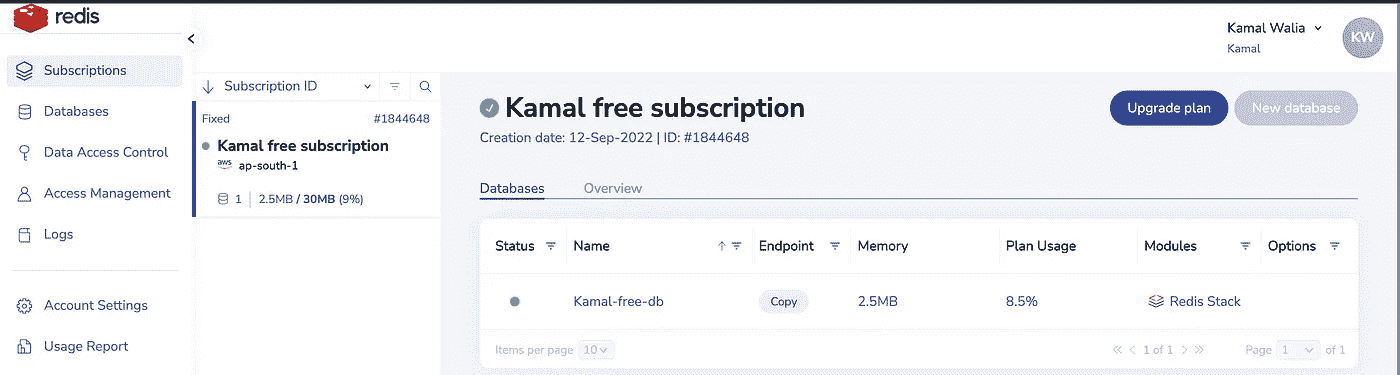 redis
Kamal Walia
Kamal
KW
Subscriptions
Databases
Data Access Control
Access Management
Logs
Account Settings
Usage Report
Subscription ID
Fixed #1844648
Kamal free subscription
aws ap-south-1
1 2.5MB / 30MB (9%)
Kamal free subscription
Upgrade plan New database
Creation date: 12-Sep-2022 | ID: #1844648
Databases Overview
Status Name Endpoint Memory Plan Usage Modules Options
Kamal-free-db Copy 2.5MB 8.5% Redis Stack
Items per page 10 1 of 1 Page 1 of 1